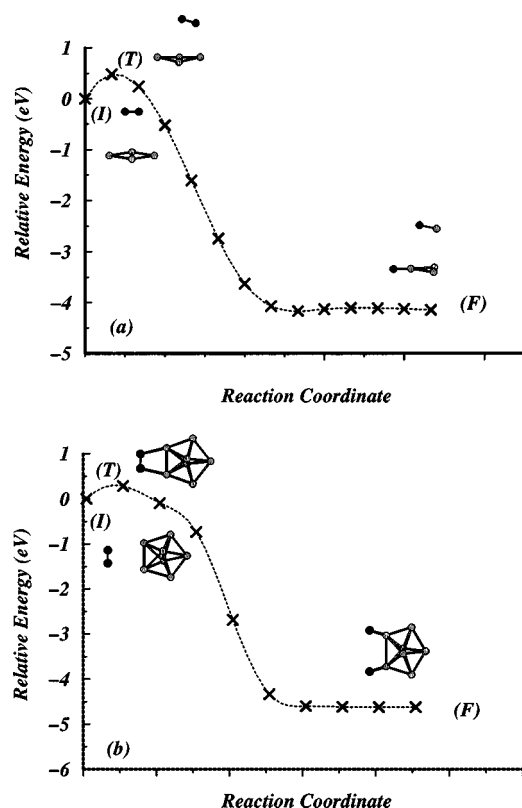 1
0
−1
−2
−3
−4
−5
Relative Energy (eV)
(T)
(I)
(F)
(a)
Reaction Coordinate
1
0
−1
−2
−3
−4
−5
−6
Relative Energy (eV)
(T)
(I)
(F)
(b)
Reaction Coordinate